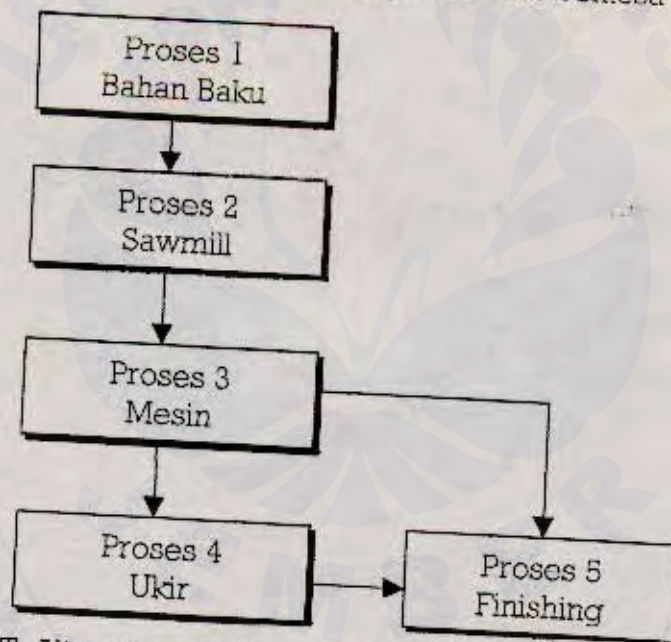 Proses 1
Bahan Baku
Proses 2
Sawmill
Proses 3
Mesin
Proses 4
Ukir
Proses 5
Finishing